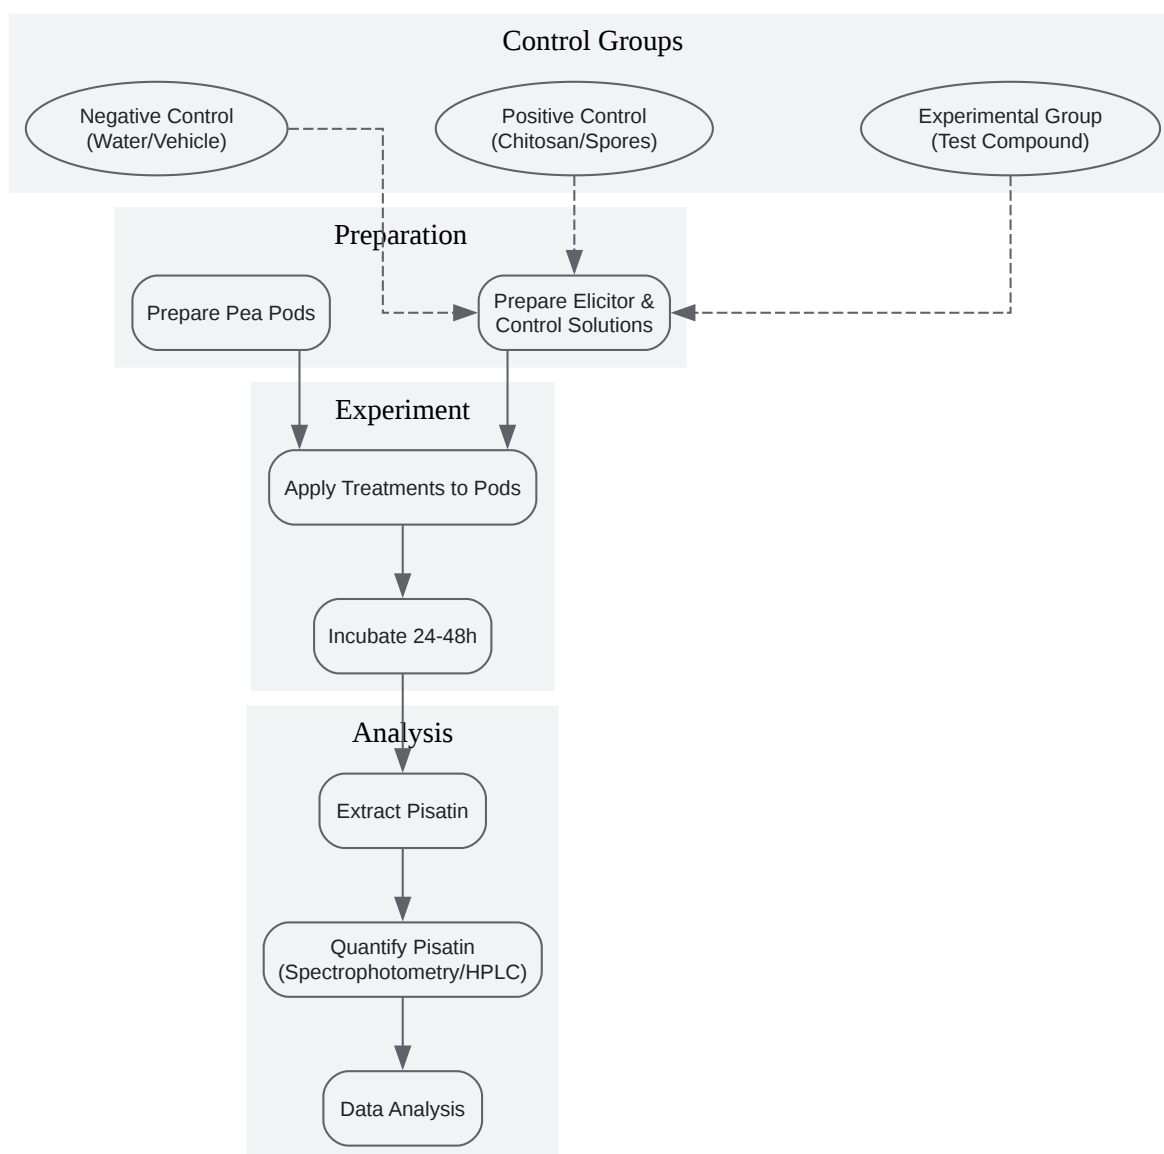 Control Groups
Negative Control
(Water/Vehicle)
Positive Control
(Chitosan/Spores)
Experimental Group
(Test Compound)
Preparation
Prepare Pea Pods
Prepare Elicitor &
Control Solutions
Experiment
Apply Treatments to Pods
Incubate 24-48h
Analysis
Extract Pisatin
Quantify Pisatin
(Spectrophotometry/HPLC)
Data Analysis